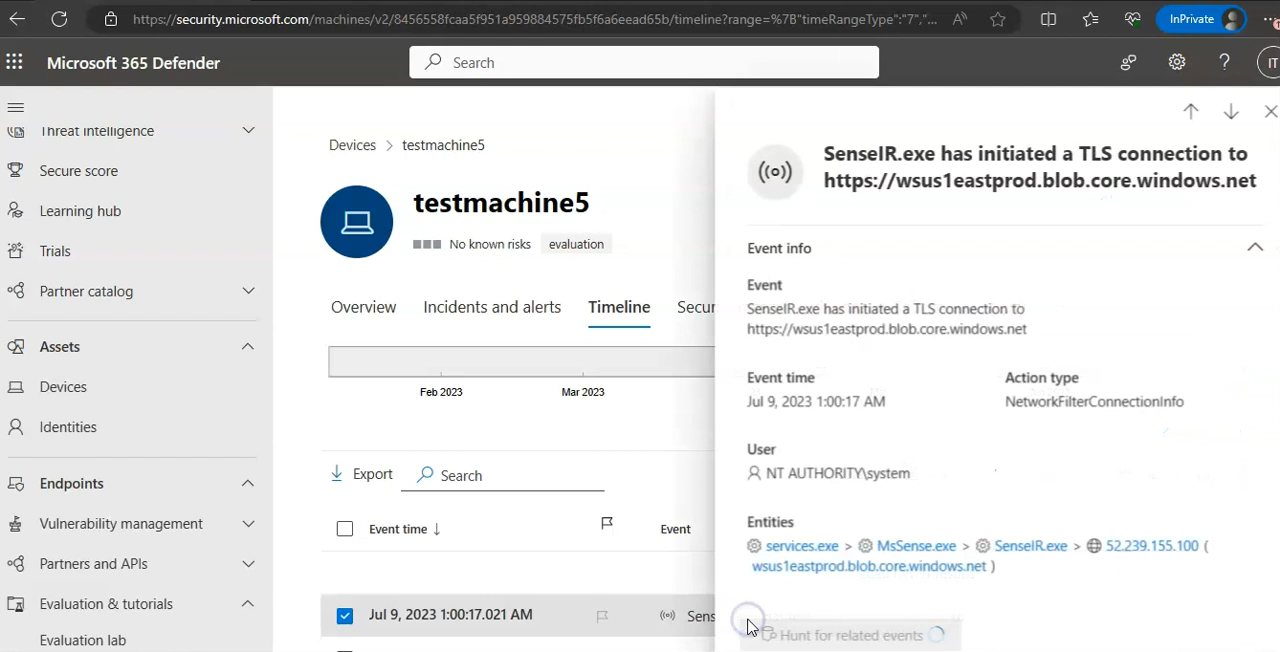 https://security.microsoft.com/machines/v2/8456558fcaa5f951a959884575fb5f6a6eead65b/timeline?range=%7B"timeRangeType":"7","...
InPrivate
Microsoft 365 Defender
Search
IT
Threat intelligence
Secure score
Learning hub
Trials
Partner catalog
Assets
Devices
Identities
Endpoints
Vulnerability management
Partners and APIs
Evaluation & tutorials
Evaluation lab
Devices > testmachine5
testmachine5
No known risks evaluation
Overview Incidents and alerts Timeline Secur
Feb 2023 Mar 2023
Export Search
Event time ↓ Event
Jul 9, 2023 1:00:17.021 AM Sens
SenseIR.exe has initiated a TLS connection to
https://wsus1eastprod.blob.core.windows.net
Event info
Event
SenseIR.exe has initiated a TLS connection to
https://wsus1eastprod.blob.core.windows.net
Event time Action type
Jul 9, 2023 1:00:17 AM NetworkFilterConnectionInfo
User
NT AUTHORITY\system
Entities
services.exe > MsSense.exe > SenseIR.exe > 52.239.155.100 (
wsus1eastprod.blob.core.windows.net )
Hunt for related events